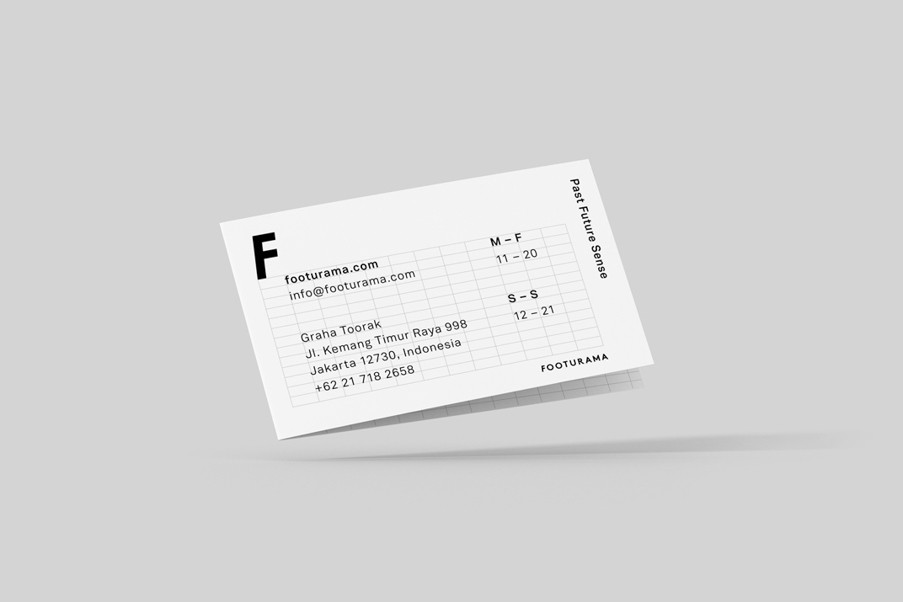 F
footurama.com
info@footurama.com
Graha Toorak
Jl. Kemang Timur Raya 998
Jakarta 12730, Indonesia
+62 21 718 2658
M – F
11 – 20
S – S
12 – 21
Past Future Sense
FOOTURAMA